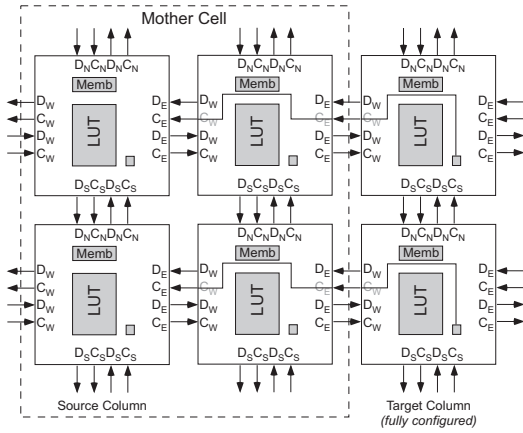 Mother Cell
DNCNDNCN DNCNDNCN DNCNDNCN
Memb Memb Memb
DW DE DW DE DW DE
CW CE CW CE CW CE
DW DE DW DE DW DE
CW CE CW CE CW CE
LUT LUT LUT
DSCSDSCS DSCSDSCS DSCSDSCS
DNCNDNCN DNCNDNCN DNCNDNCN
Memb Memb Memb
DW DE DW DE DW DE
CW CE CW CE CW CE
DW DE DW DE DW DE
CW CE CW CE CW CE
LUT LUT LUT
DSCSDSCS DSCSDSCS DSCSDSCS
Source Column Target Column
(fully configured)